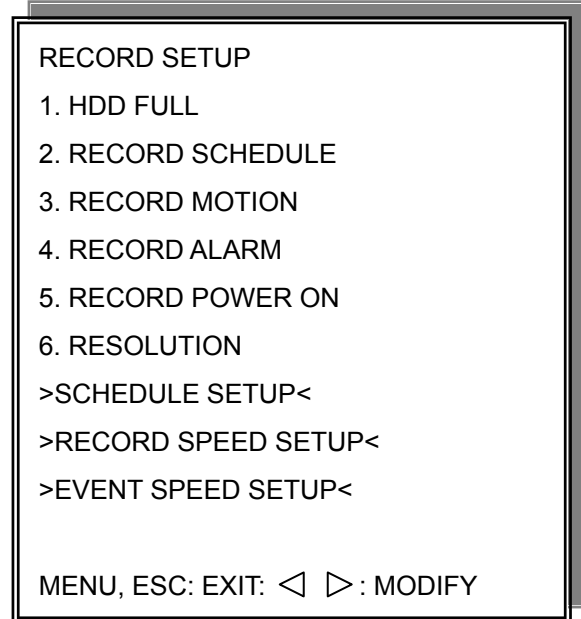 RECORD SETUP
1. HDD FULL
2. RECORD SCHEDULE
3. RECORD MOTION
4. RECORD ALARM
5. RECORD POWER ON
6. RESOLUTION
>SCHEDULE SETUP<
>RECORD SPEED SETUP<
>EVENT SPEED SETUP<
MENU, ESC: EXIT: ◁ ▷ : MODIFY